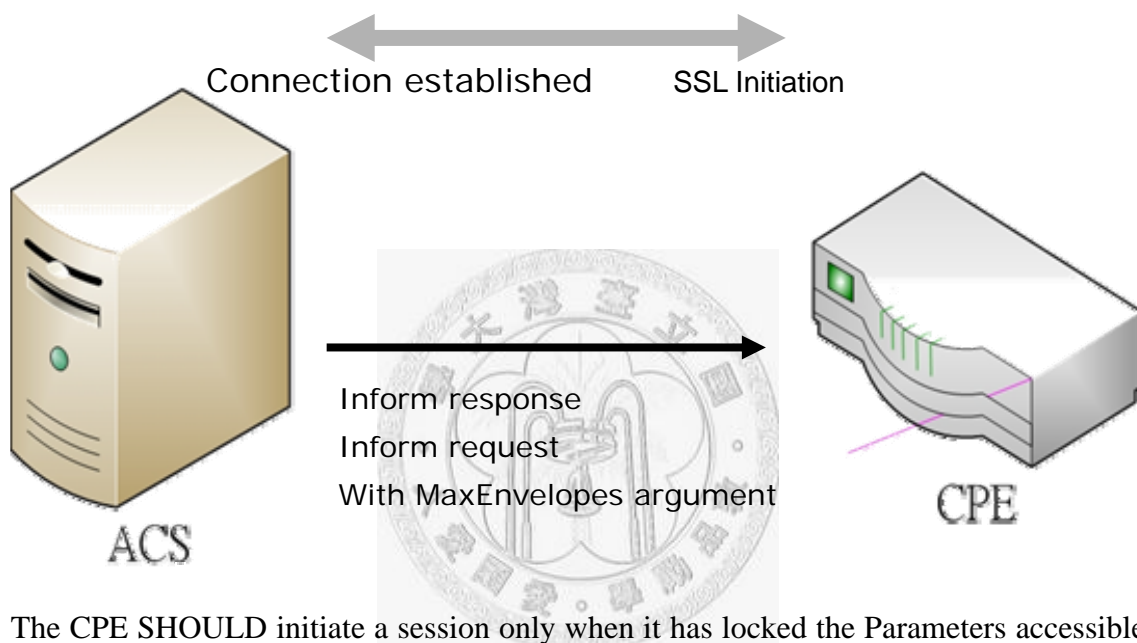 Connection established SSL Initiation
Inform response
Inform request
With MaxEnvelopes argument
ACS
CPE
The CPE SHOULD initiate a session only when it has locked the Parameters accessible